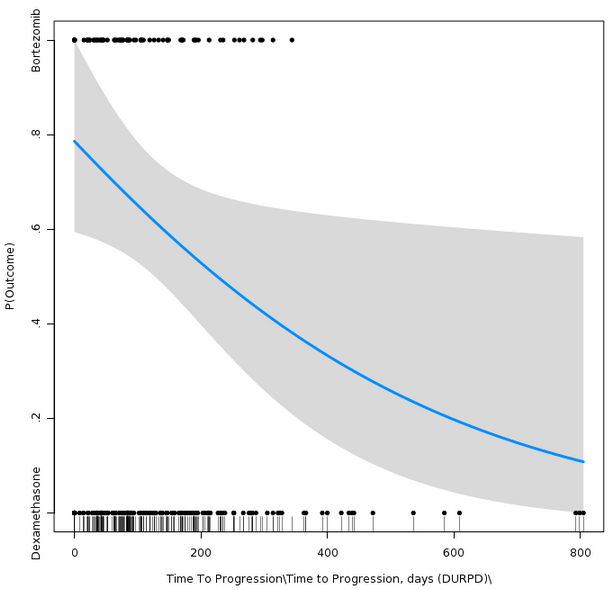 Bortezomib
.8
.6
.4
.2
Dexamethasone
P(Outcome)
0 200 400 600 800
Time To Progression\Time to Progression, days (DURPD)\